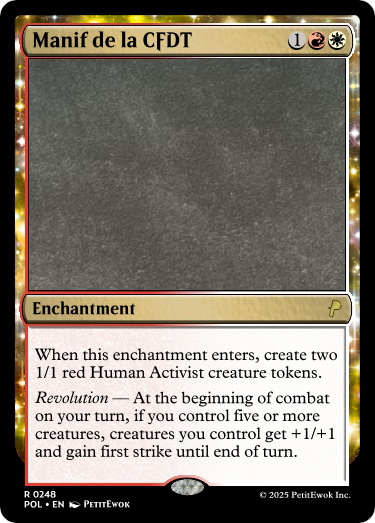 Manif de la CFDT 1
Enchantment
When this enchantment enters, create two
1/1 red Human Activist creature tokens.
Revolution — At the beginning of combat
on your turn, if you control five or more
creatures, creatures you control get +1/+1
and gain first strike until end of turn.
R 0248
POL • EN PetitEwok
© 2025 PetitEwok Inc.